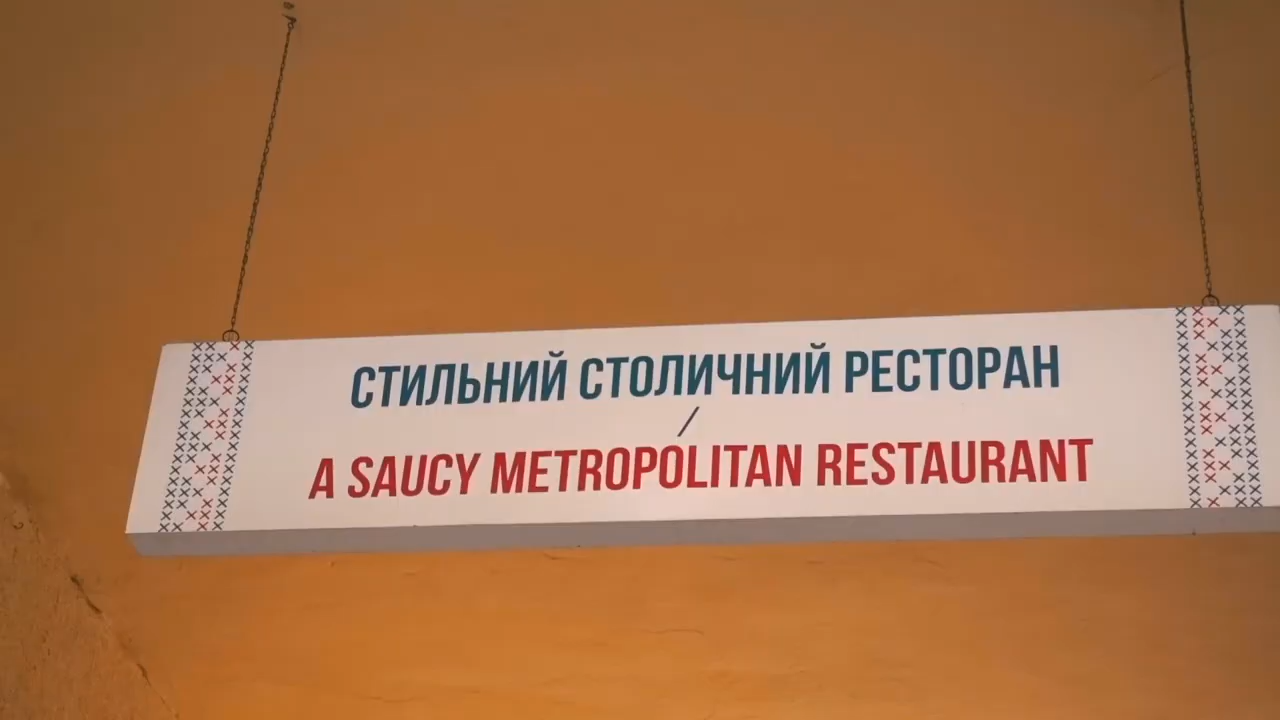 СТИЛЬНИЙ СТОЛИЧНИЙ РЕСТОРАН
/
A SAUCY METROPOLITAN RESTAURANT